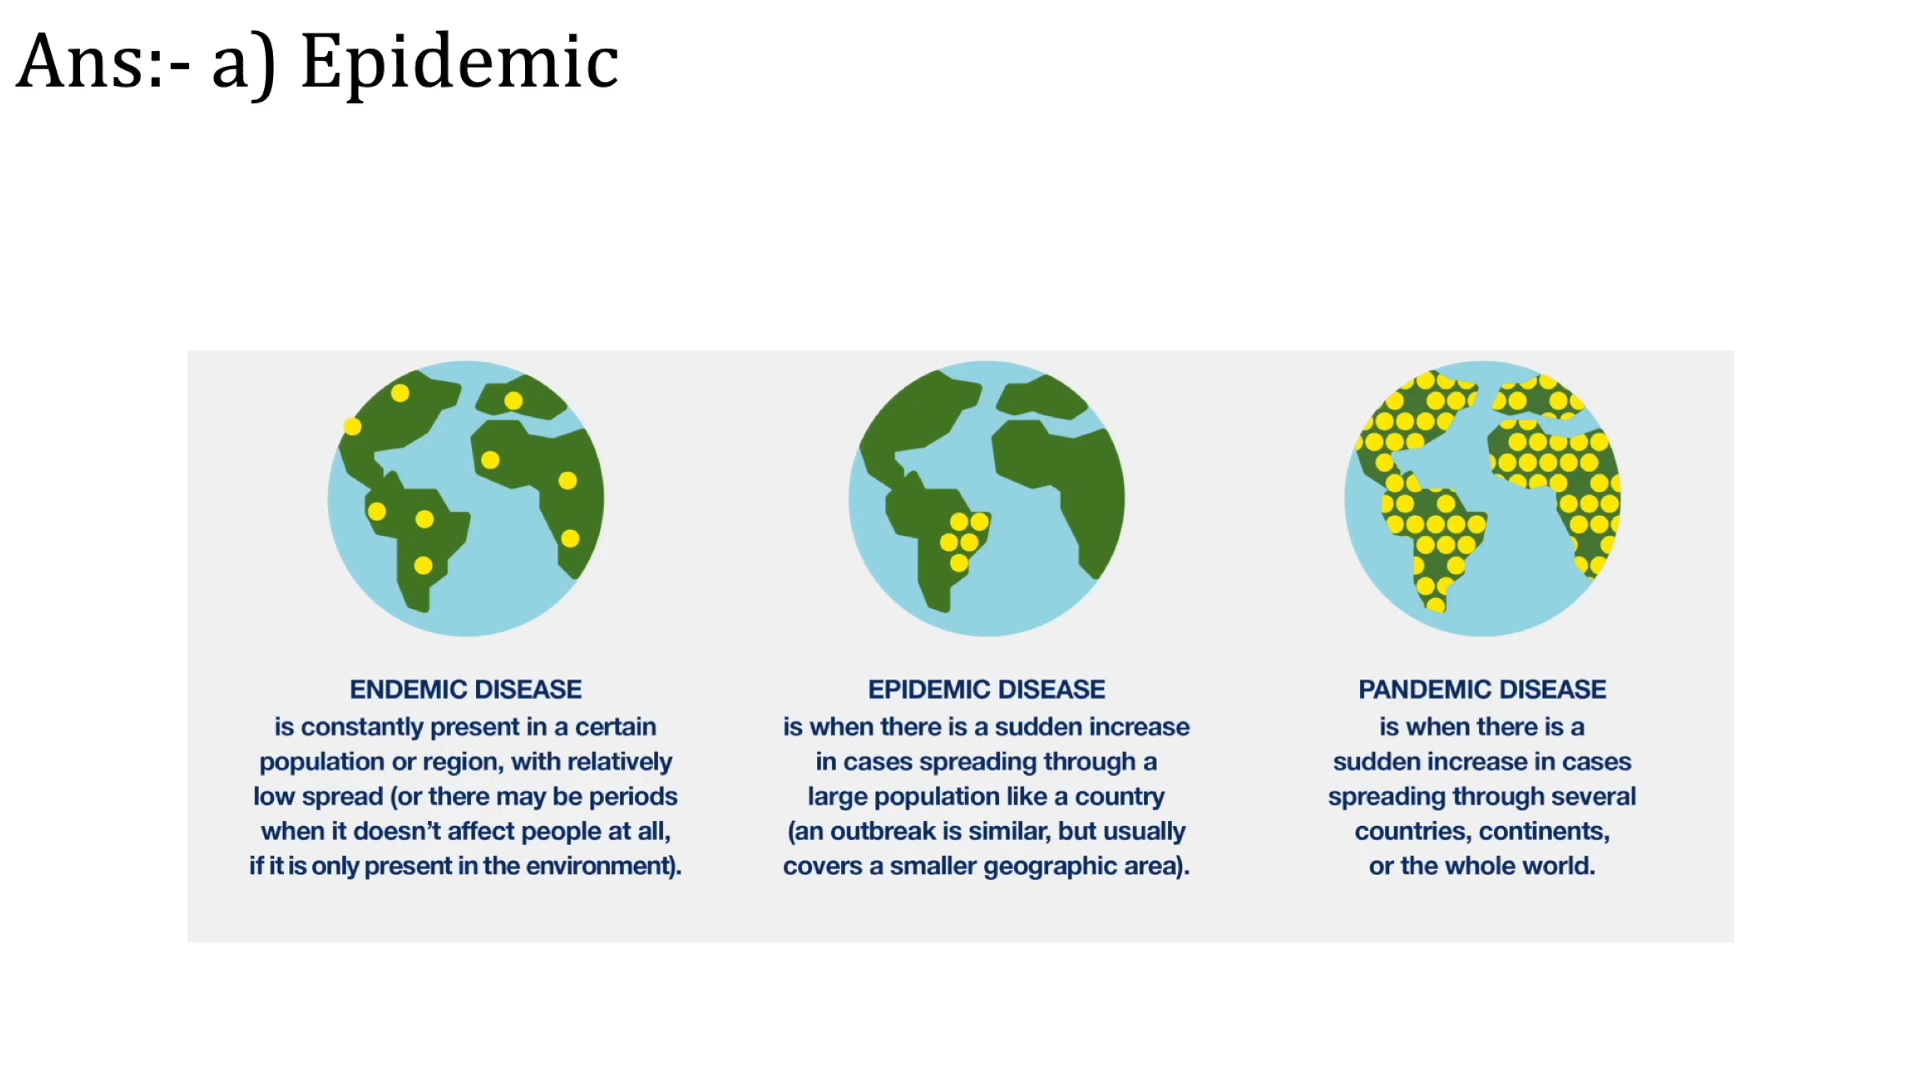 Ans:- a) Epidemic
ENDEMIC DISEASE
is constantly present in a certain
population or region, with relatively
low spread (or there may be periods
when it doesn’t affect people at all,
if it is only present in the environment).
EPIDEMIC DISEASE
is when there is a sudden increase
in cases spreading through a
large population like a country
(an outbreak is similar, but usually
covers a smaller geographic area).
PANDEMIC DISEASE
is when there is a
sudden increase in cases
spreading through several
countries, continents,
or the whole world.